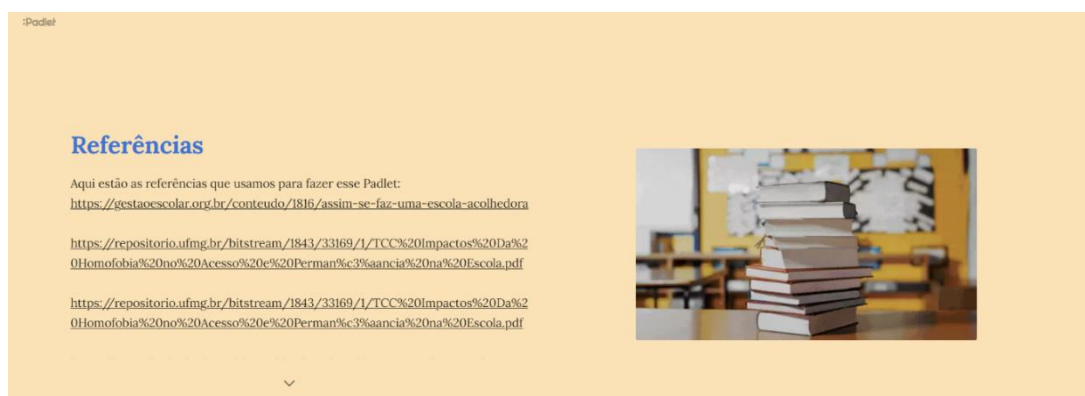 :Padlet
Referências
Aqui estão as referências que usamos para fazer esse Padlet:
https://gestaoescolar.org.br/conteudo/1816/assim-se-faz-uma-escola-acolhedora
https://repositorio.ufmg.br/bitstream/1843/33169/1/TCC%20Impactos%20Da%2
0Homofobia%20no%20Acesso%20e%20Perman%c3%aancia%20na%20Escola.pdf
https://repositorio.ufmg.br/bitstream/1843/33169/1/TCC%20Impactos%20Da%2
0Homofobia%20no%20Acesso%20e%20Perman%c3%aancia%20na%20Escola.pdf